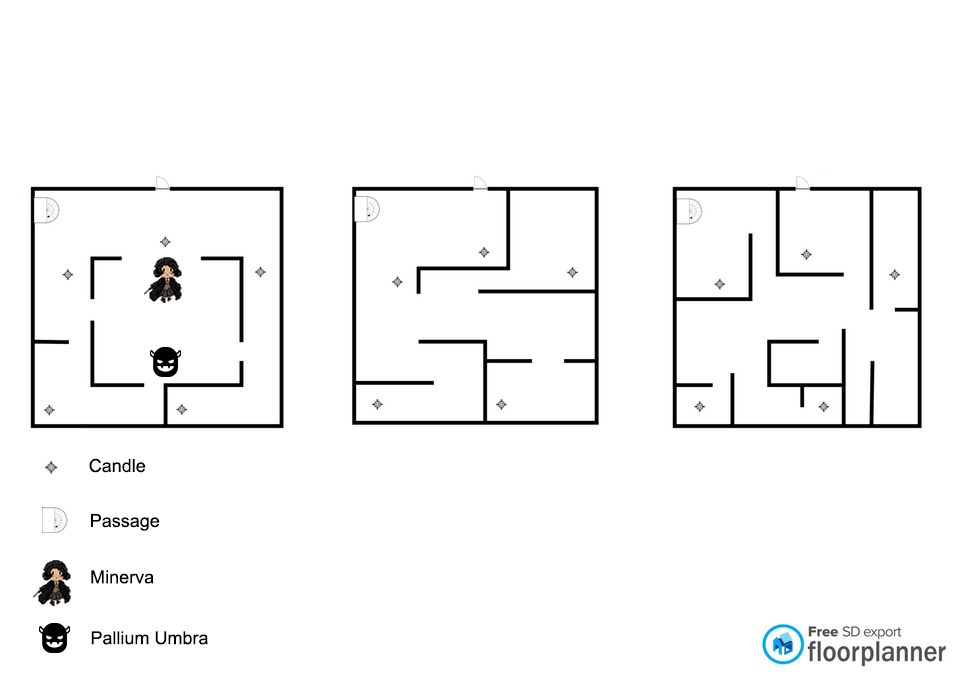 Candle
Passage
Minerva
Pallium Umbra
Free SD export
floorplanner